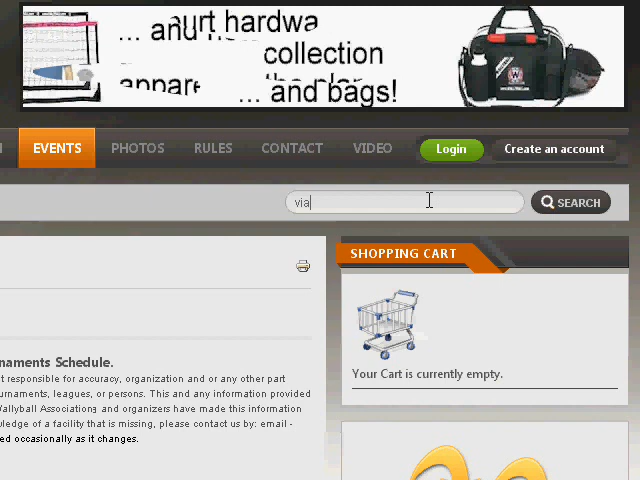 ... and
collection
... and bags!
EVENTS
PHOTOS
RULES
CONTACT
VIDEO
Login
Create an account
via
SEARCH
SHOPPING CART
Your Cart is currently empty.
naments Schedule.
t responsible for accuracy, organization and or any other part
urnaments, leagues, or persons. This and any information provided
Wallyball Associations and organizers have made this information
wledge of a facility that is missing, please contact us by: email -
ed occasionally as it changes.